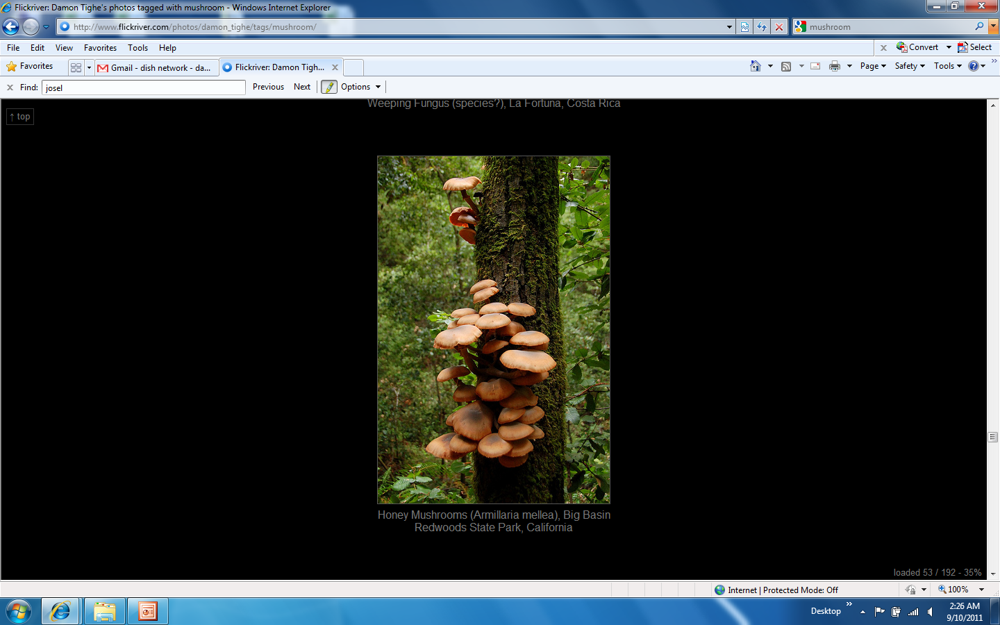 Flickriver: Damon Tighe's photos tagged with mushroom - Windows Internet Explorer
http://www.flickriver.com/photos/damon_tighe/tags/mushroom/
mushroom
File Edit View Favorites Tools Help
x Convert Select
Favorites
Gmail - dish network - da...
Flickriver: Damon Tigh...
Page Safety Tools
Find: josel Previous Next Options
Weeping Fungus (species?), La Fortuna, Costa Rica
↑ top
Honey Mushrooms (Armillaria mellea), Big Basin
Redwoods State Park, California
loaded 53 / 192 - 35%
Internet | Protected Mode: Off
100%
Desktop
2:26 AM
9/10/2011